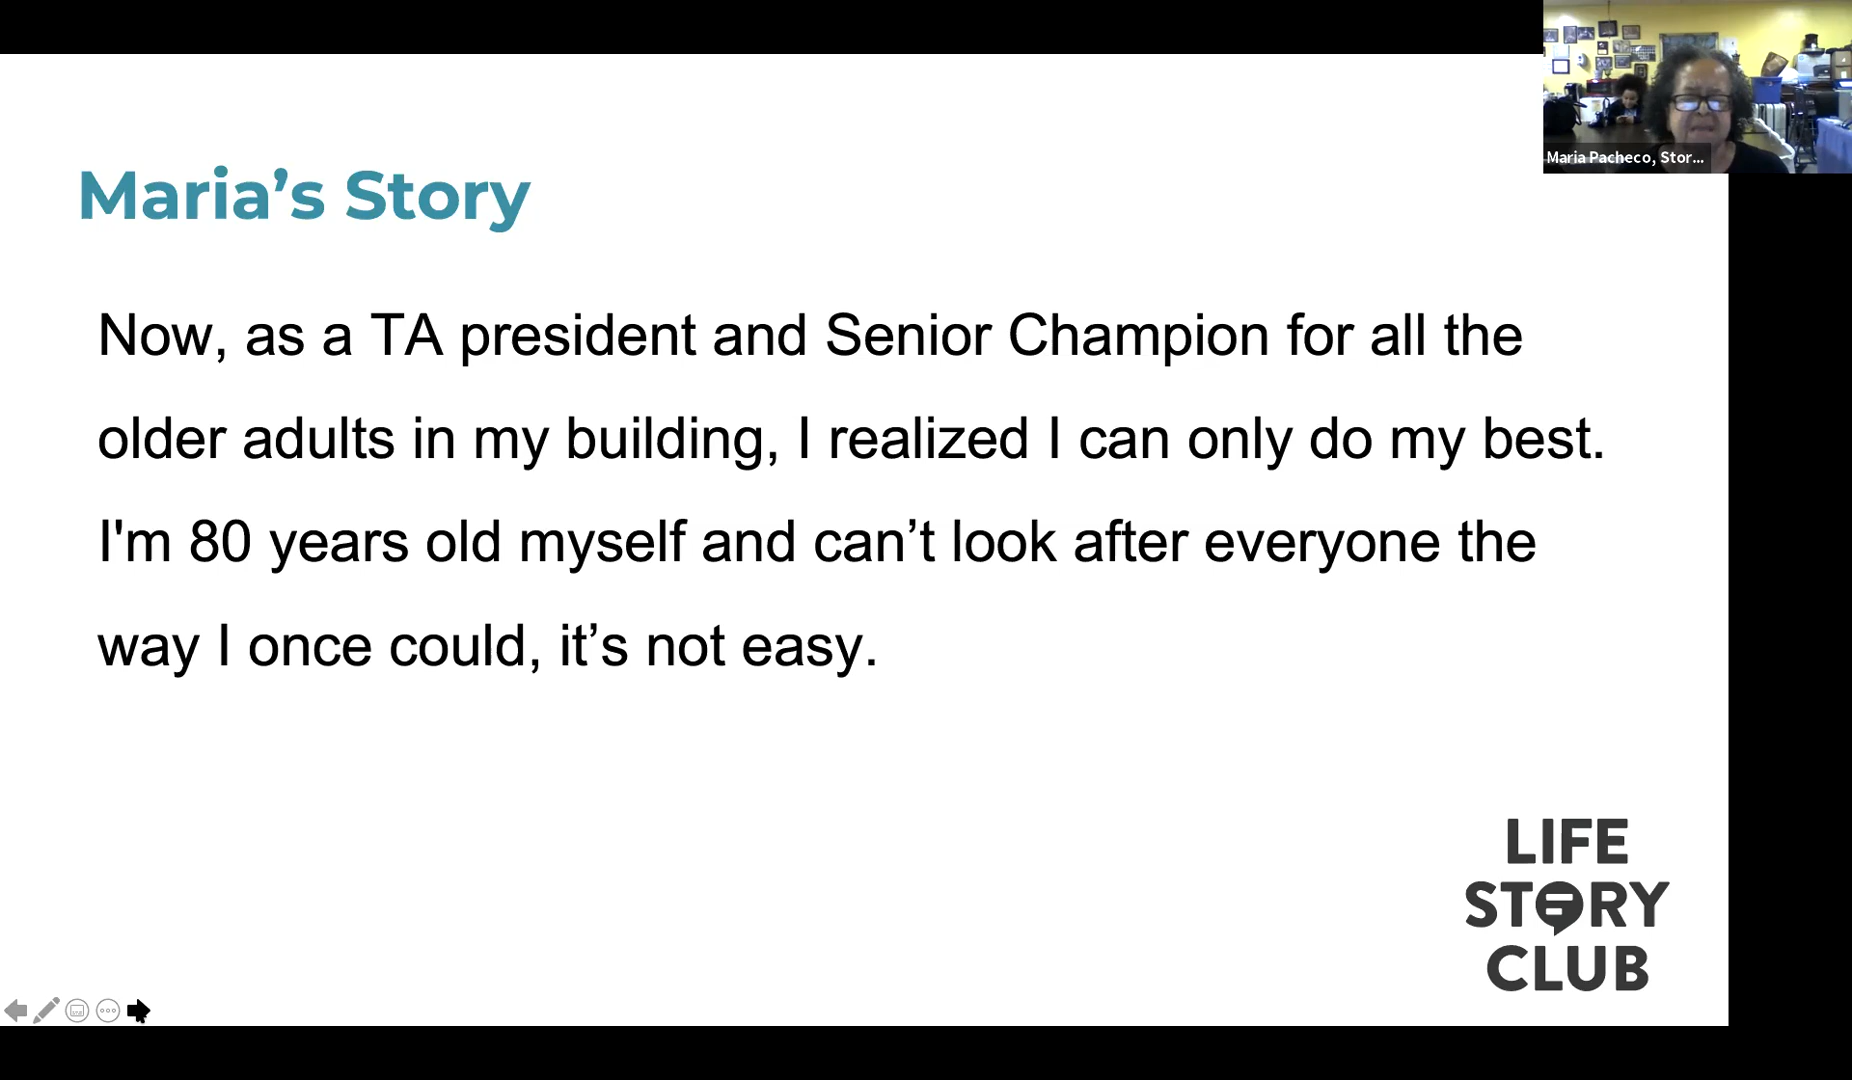 Maria Pacheco, Stor...
Maria’s Story
Now, as a TA president and Senior Champion for all the
older adults in my building, I realized I can only do my best.
I'm 80 years old myself and can’t look after everyone the
way I once could, it’s not easy.
LIFE
STORY
CLUB